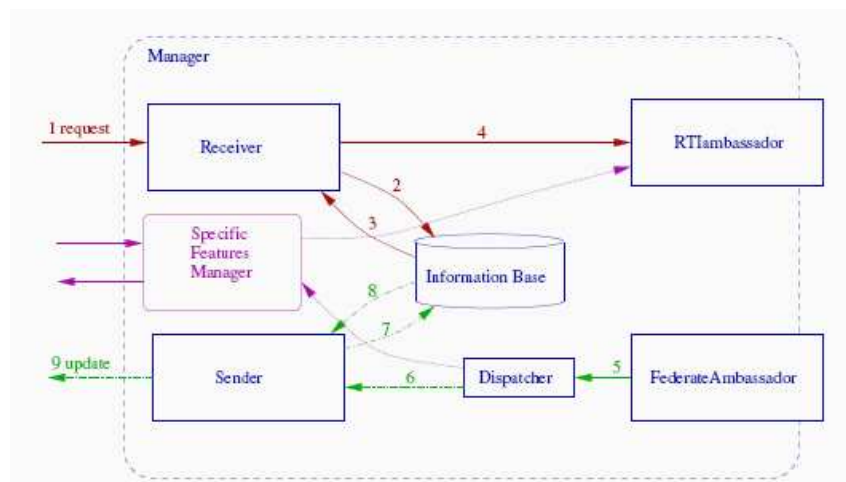 Manager
1 request
Receiver
4
RTIambassador
2
3
Specific
Features
Manager
Information Base
8
7
9 update
Sender
6
Dispatcher
5
FederateAmbassador